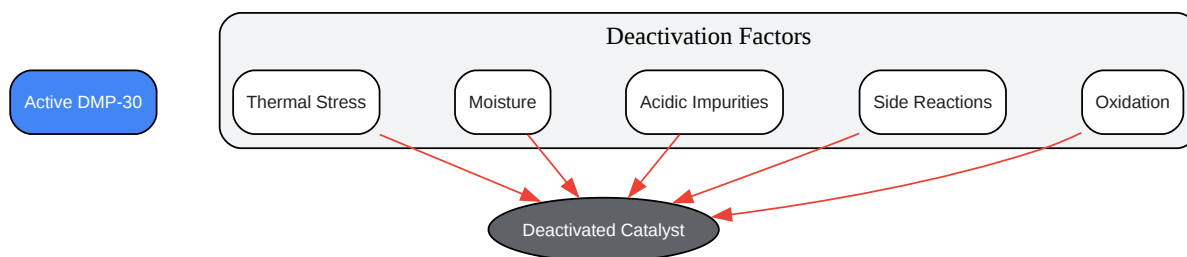 Deactivation Factors
Active DMP-30
Thermal Stress
Moisture
Acidic Impurities
Side Reactions
Oxidation
Deactivated Catalyst